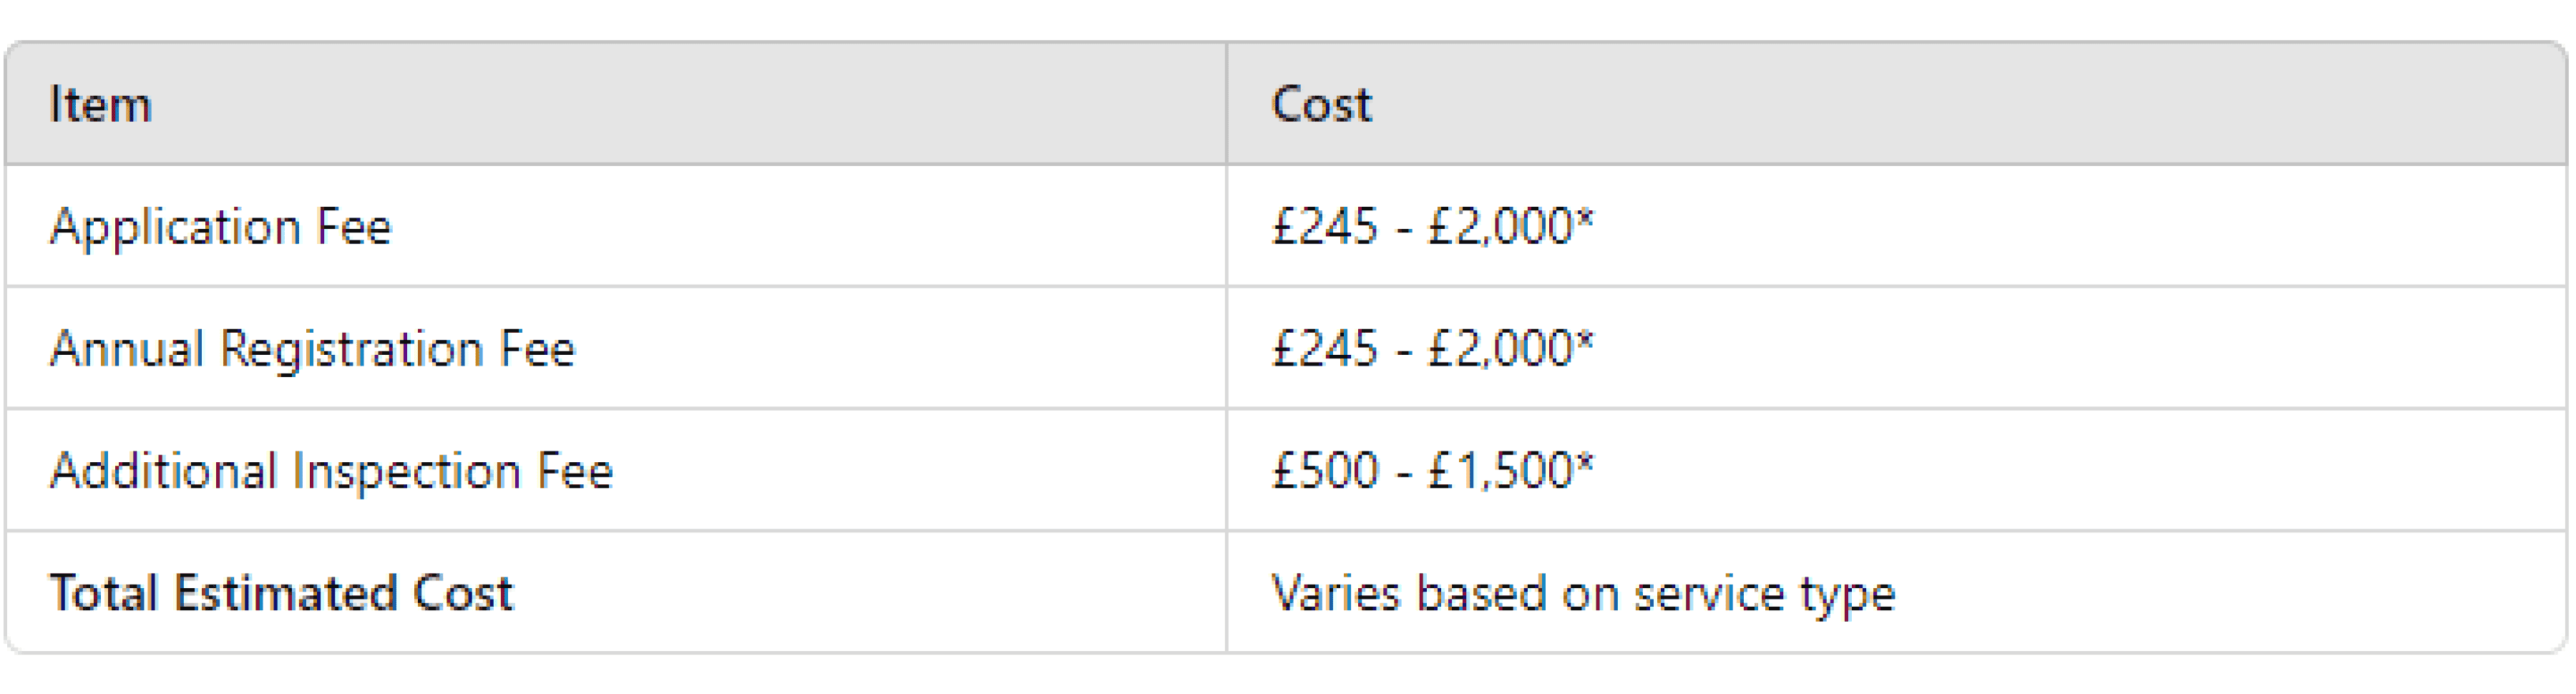 Item Cost
Application Fee £245 - £2,000*
Annual Registration Fee £245 - £2,000*
Additional Inspection Fee £500 - £1,500*
Total Estimated Cost Varies based on service type